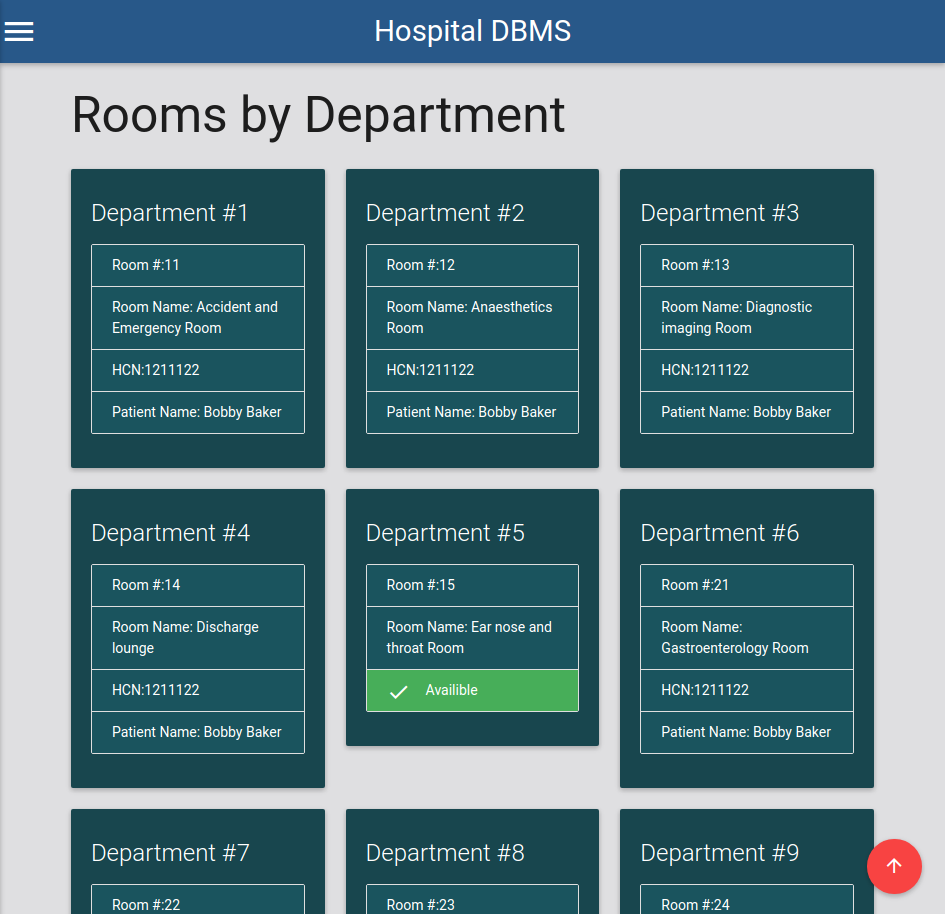 Hospital DBMS
Rooms by Department
Department #1
Room #:11
Room Name: Accident and
Emergency Room
HCN:1211122
Patient Name: Bobby Baker
Department #2
Room #:12
Room Name: Anaesthetics
Room
HCN:1211122
Patient Name: Bobby Baker
Department #3
Room #:13
Room Name: Diagnostic
imaging Room
HCN:1211122
Patient Name: Bobby Baker
Department #4
Room #:14
Room Name: Discharge
lounge
HCN:1211122
Patient Name: Bobby Baker
Department #5
Room #:15
Room Name: Ear nose and
throat Room
Availible
Department #6
Room #:21
Room Name:
Gastroenterology Room
HCN:1211122
Patient Name: Bobby Baker
Department #7
Room #:22
Department #8
Room #:23
Department #9
Room #:24